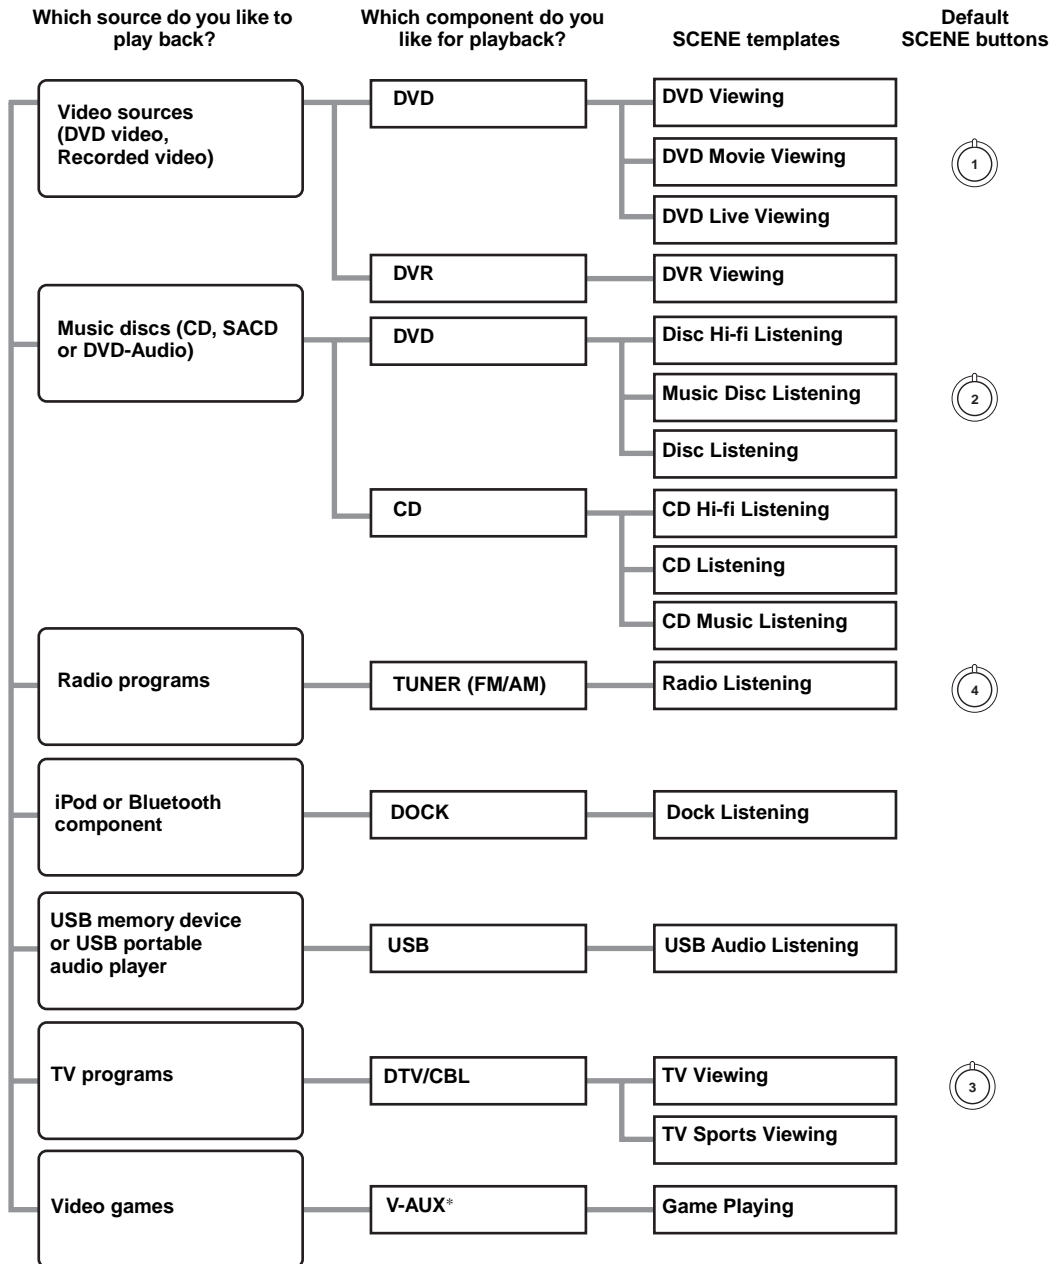 Which source do you like to
play back?
Which component do you
like for playback?
SCENE templates
Default
SCENE buttons
Video sources
(DVD video,
Recorded video)
DVD
DVD Viewing
DVD Movie Viewing
1
DVD Live Viewing
DVR
DVR Viewing
Music discs (CD, SACD
or DVD-Audio)
DVD
Disc Hi-fi Listening
Music Disc Listening
2
Disc Listening
CD
CD Hi-fi Listening
CD Listening
CD Music Listening
Radio programs
TUNER (FM/AM)
Radio Listening
4
iPod or Bluetooth
component
DOCK
Dock Listening
USB memory device
or USB portable
audio player
USB
USB Audio Listening
TV programs
DTV/CBL
TV Viewing
3
TV Sports Viewing
Video games
V-AUX*
Game Playing